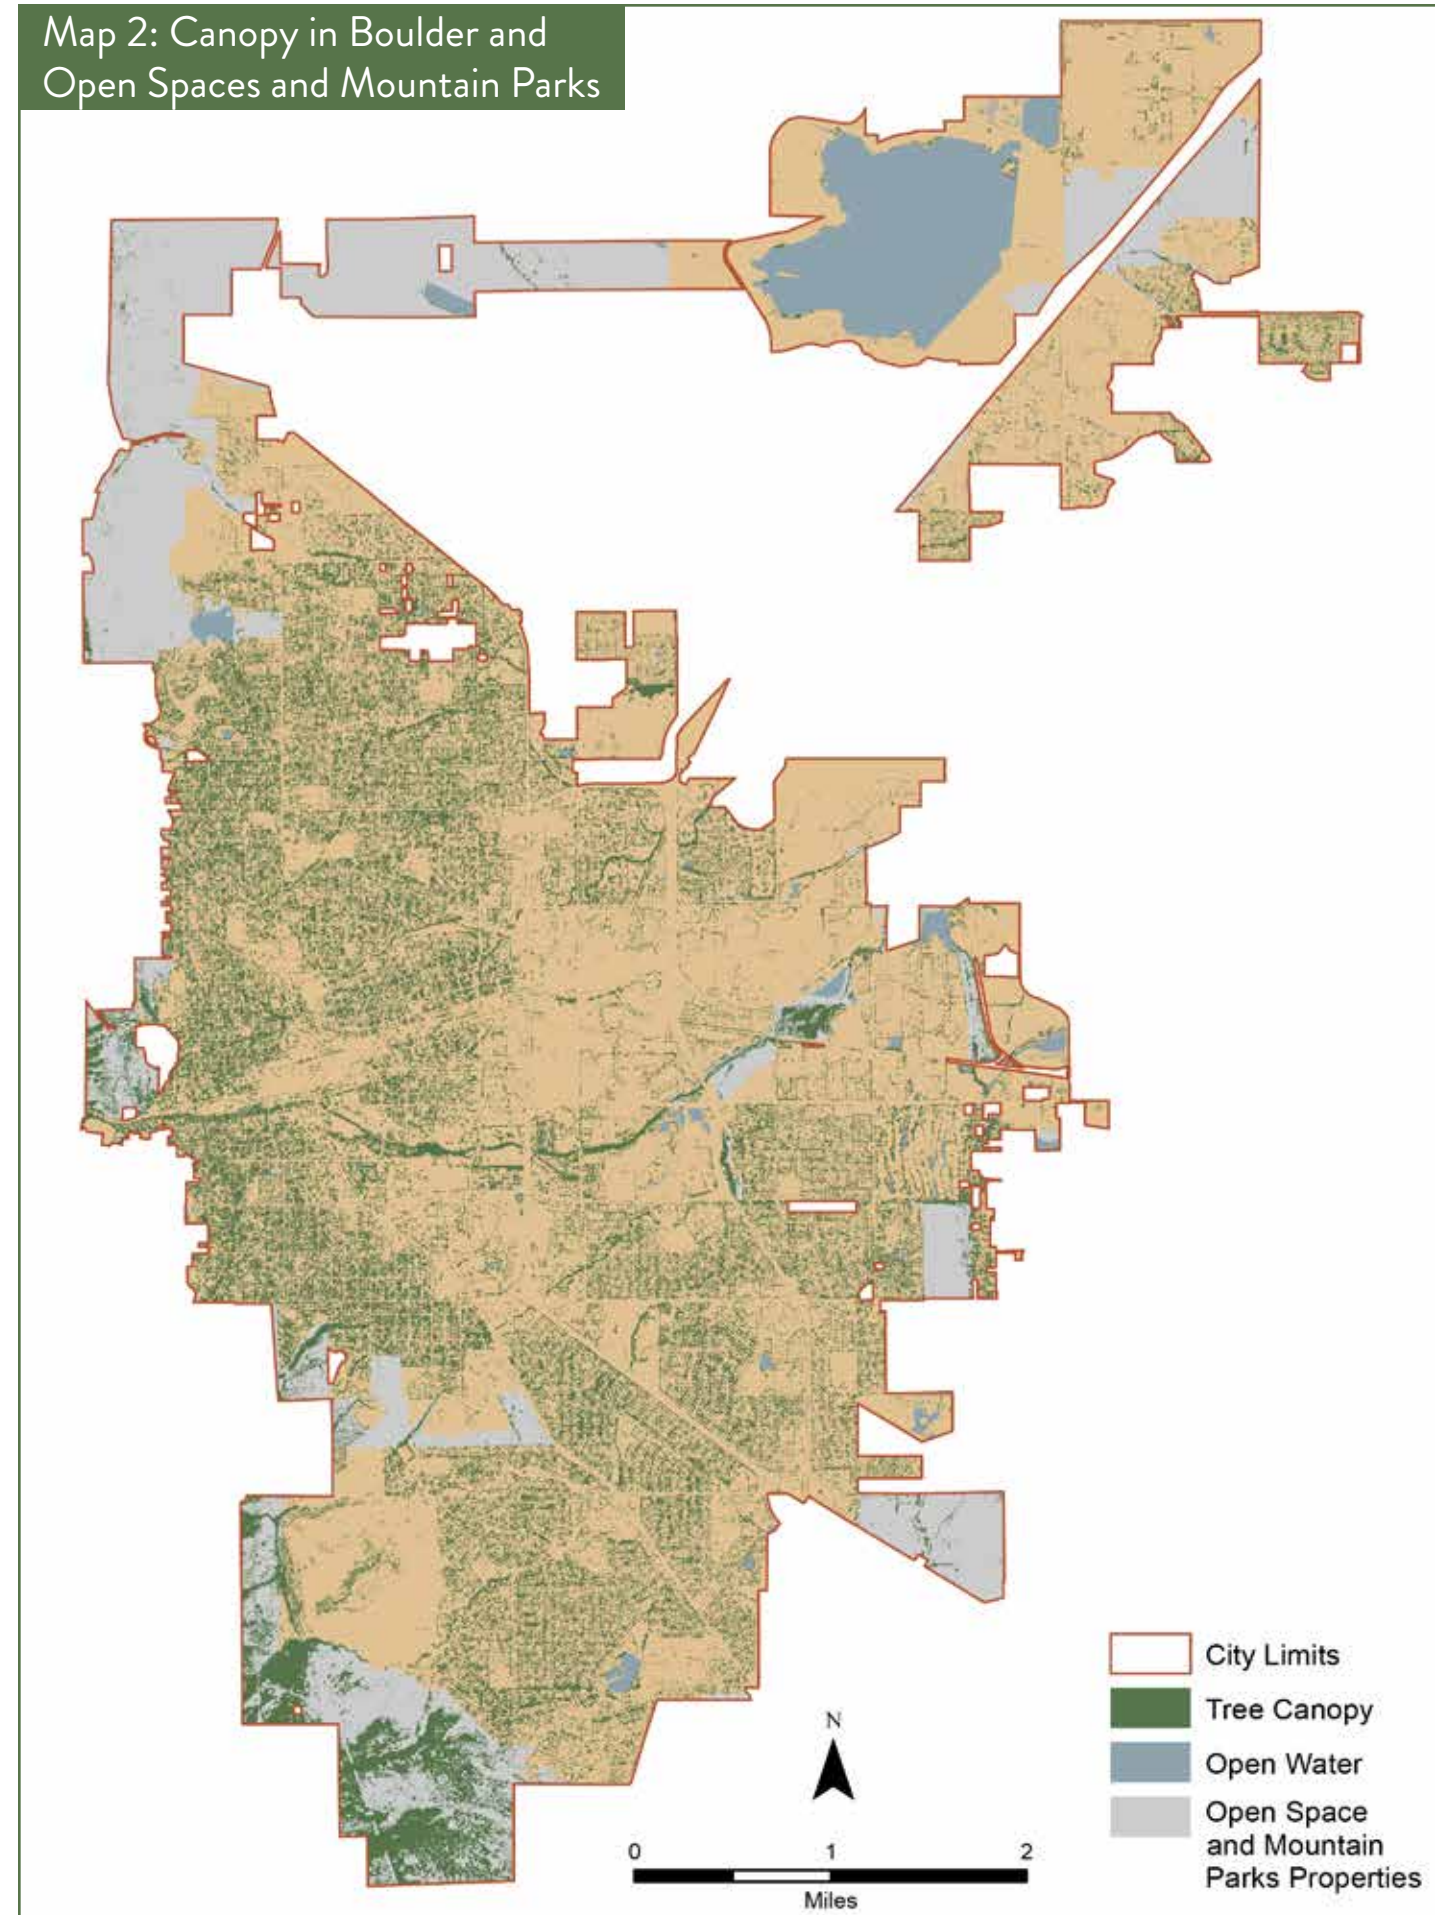 Map 2: Canopy in Boulder and
Open Spaces and Mountain Parks
City Limits
Tree Canopy
Open Water
Open Space
and Mountain
Parks Properties
N
0 1 2
Miles